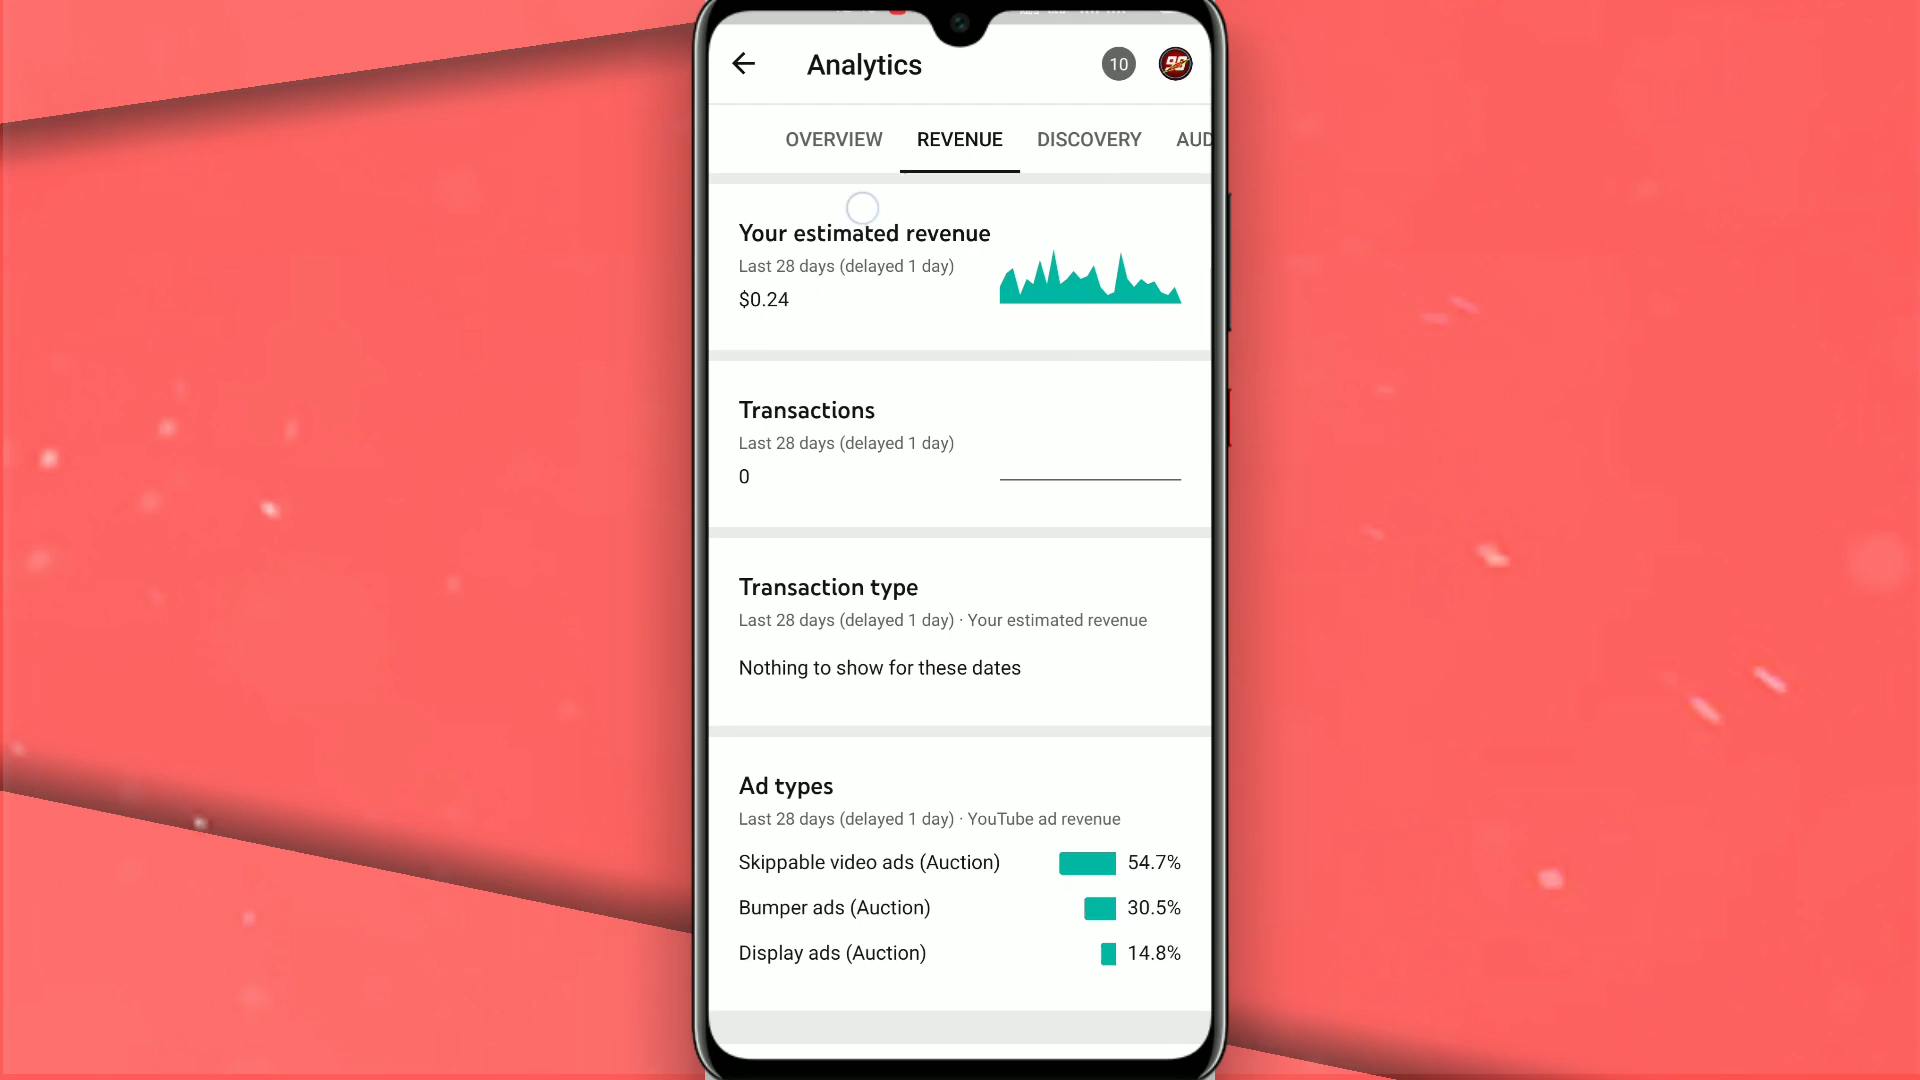 Analytics
10
OVERVIEW REVENUE DISCOVERY AUD
Your estimated revenue
Last 28 days (delayed 1 day)
$0.24
Transactions
Last 28 days (delayed 1 day)
0
Transaction type
Last 28 days (delayed 1 day) · Your estimated revenue
Nothing to show for these dates
Ad types
Last 28 days (delayed 1 day) · YouTube ad revenue
Skippable video ads (Auction) 54.7%
Bumper ads (Auction) 30.5%
Display ads (Auction) 14.8%